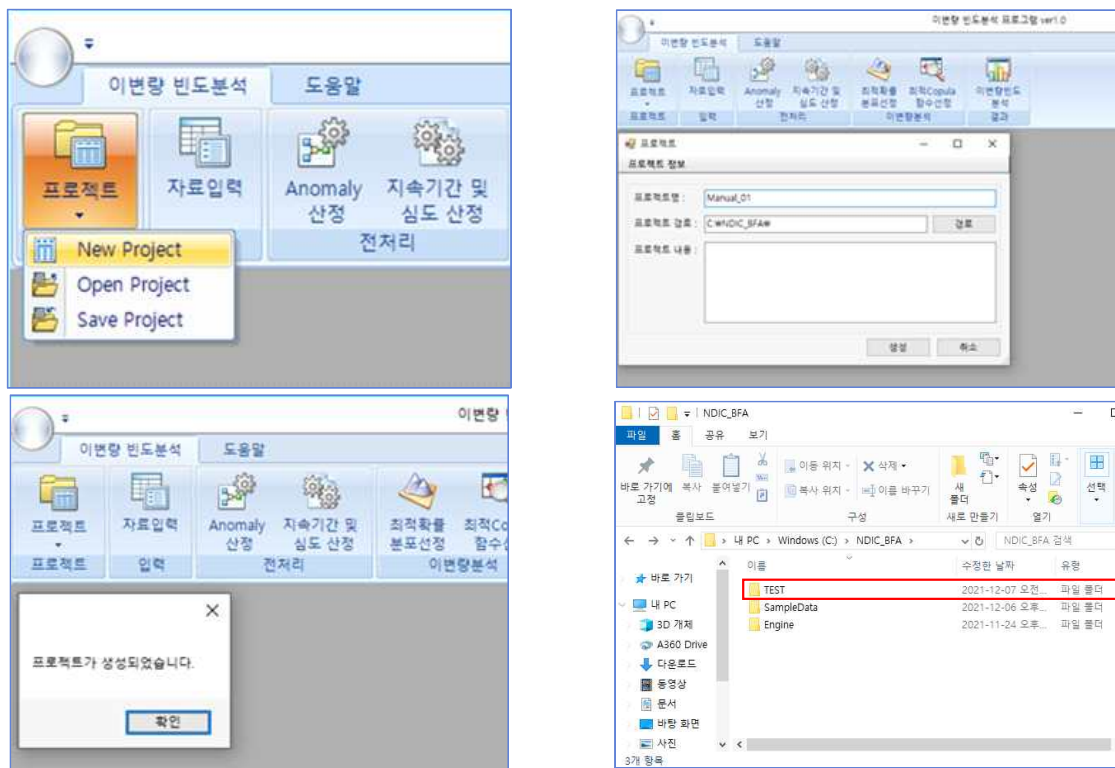 이변량 빈도분석 도움말
프로젝트 자료입력 Anomaly 산정 지속기간 및 심도 산정
전처리
New Project
Open Project
Save Project
이변량 빈도분석 프로그램 ver1.0
이변량 빈도분석 도움말
프로젝트 자료입력 Anomaly 산정 지속기간 및 심도 산정 최적확률 분포선정 최적Copula 함수선정 이변량빈도 분석
프로젝트 입력 전처리 이변량분석 결과
프로젝트
프로젝트 정보
프로젝트명 : Manual_01
프로젝트 경로 : C:₩NDIC_BFA₩ 경로
프로젝트 내용 :
생성 취소
이변량
이변량 빈도분석 도움말
프로젝트 자료입력 Anomaly 산정 지속기간 및 심도 산정 최적확률 분포선정 최적Co 함수
프로젝트 입력 전처리 이변량분석
프로젝트가 생성되었습니다.
확인
NDIC_BFA
파일 홈 공유 보기
바로 가기에 고정 복사 붙여넣기 이동 위치 복사 위치 삭제 이름 바꾸기 새 폴더 속성 선택
클립보드 구성 새로 만들기 열기
내 PC > Windows (C:) > NDIC_BFA > NDIC_BFA 검색
이름 수정한 날짜 유형
바로 가기
내 PC
3D 개체
A360 Drive
다운로드
동영상
문서
바탕 화면
사진
TEST 2021-12-07 오전... 파일 폴더
SampleData 2021-12-06 오후... 파일 폴더
Engine 2021-11-24 오후... 파일 폴더
3개 항목